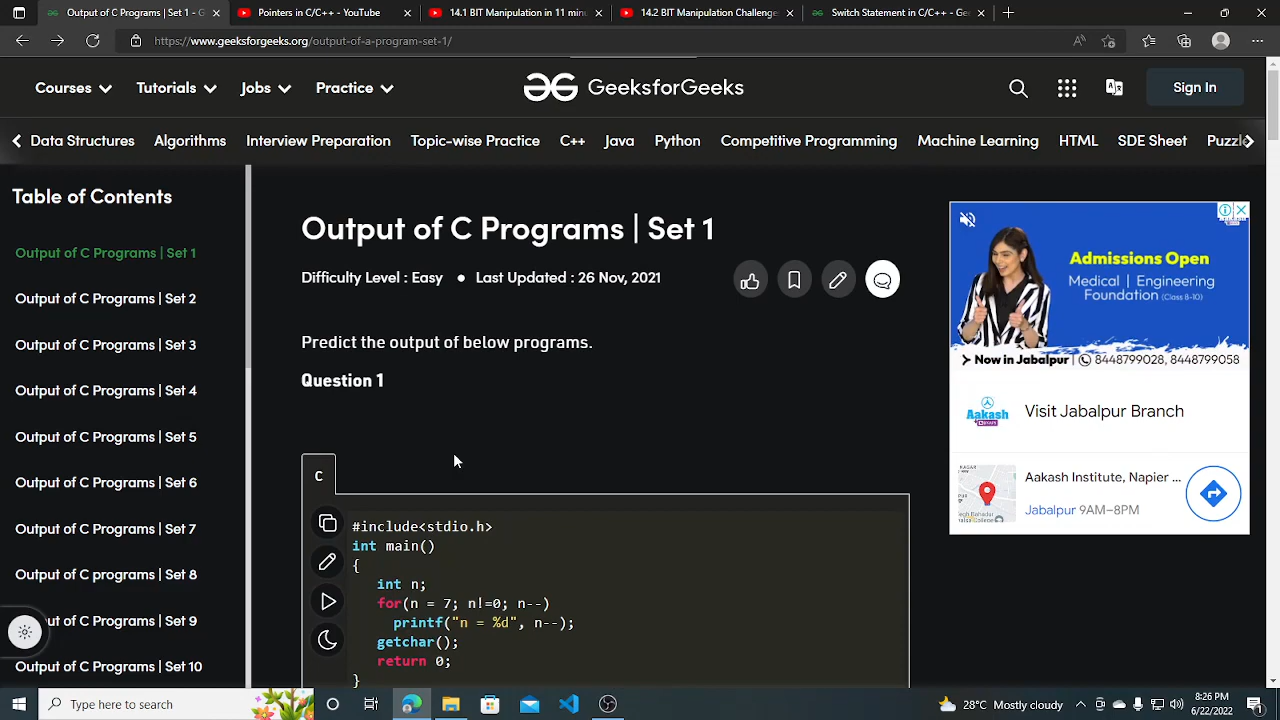 Output of C Programs | Set 1 - G
Pointers in C/C++ - YouTube
14.1 BIT Manipulation in 11 min
14.2 BIT Manipulation Challenge
Switch Statement in C/C++ - Ge
https://www.geeksforgeeks.org/output-of-a-program-set-1/
Courses
Tutorials
Jobs
Practice
GeeksforGeeks
Sign In
Data Structures
Algorithms
Interview Preparation
Topic-wise Practice
C++
Java
Python
Competitive Programming
Machine Learning
HTML
SDE Sheet
Puzzl
Table of Contents
Output of C Programs | Set 1
Output of C Programs | Set 2
Output of C Programs | Set 3
Output of C Programs | Set 4
Output of C Programs | Set 5
Output of C Programs | Set 6
Output of C Programs | Set 7
Output of C programs | Set 8
ut of C Programs | Set 9
Output of C Programs | Set 10
Output of C Programs | Set 1
Difficulty Level : Easy ● Last Updated : 26 Nov, 2021
Predict the output of below programs.
Question 1
C
#include<stdio.h>
int main()
{
int n;
for(n = 7; n!=0; n--)
printf("n = %d", n--);
getchar();
return 0;
}
Admissions Open
Medical | Engineering
Foundation (Class 8-10)
Now in Jabalpur | 8448799028, 8448799058
Aakash
Visit Jabalpur Branch
Aakash Institute, Napier ...
Jabalpur 9AM–8PM
Type here to search
28°C Mostly cloudy
8:26 PM
6/22/2022